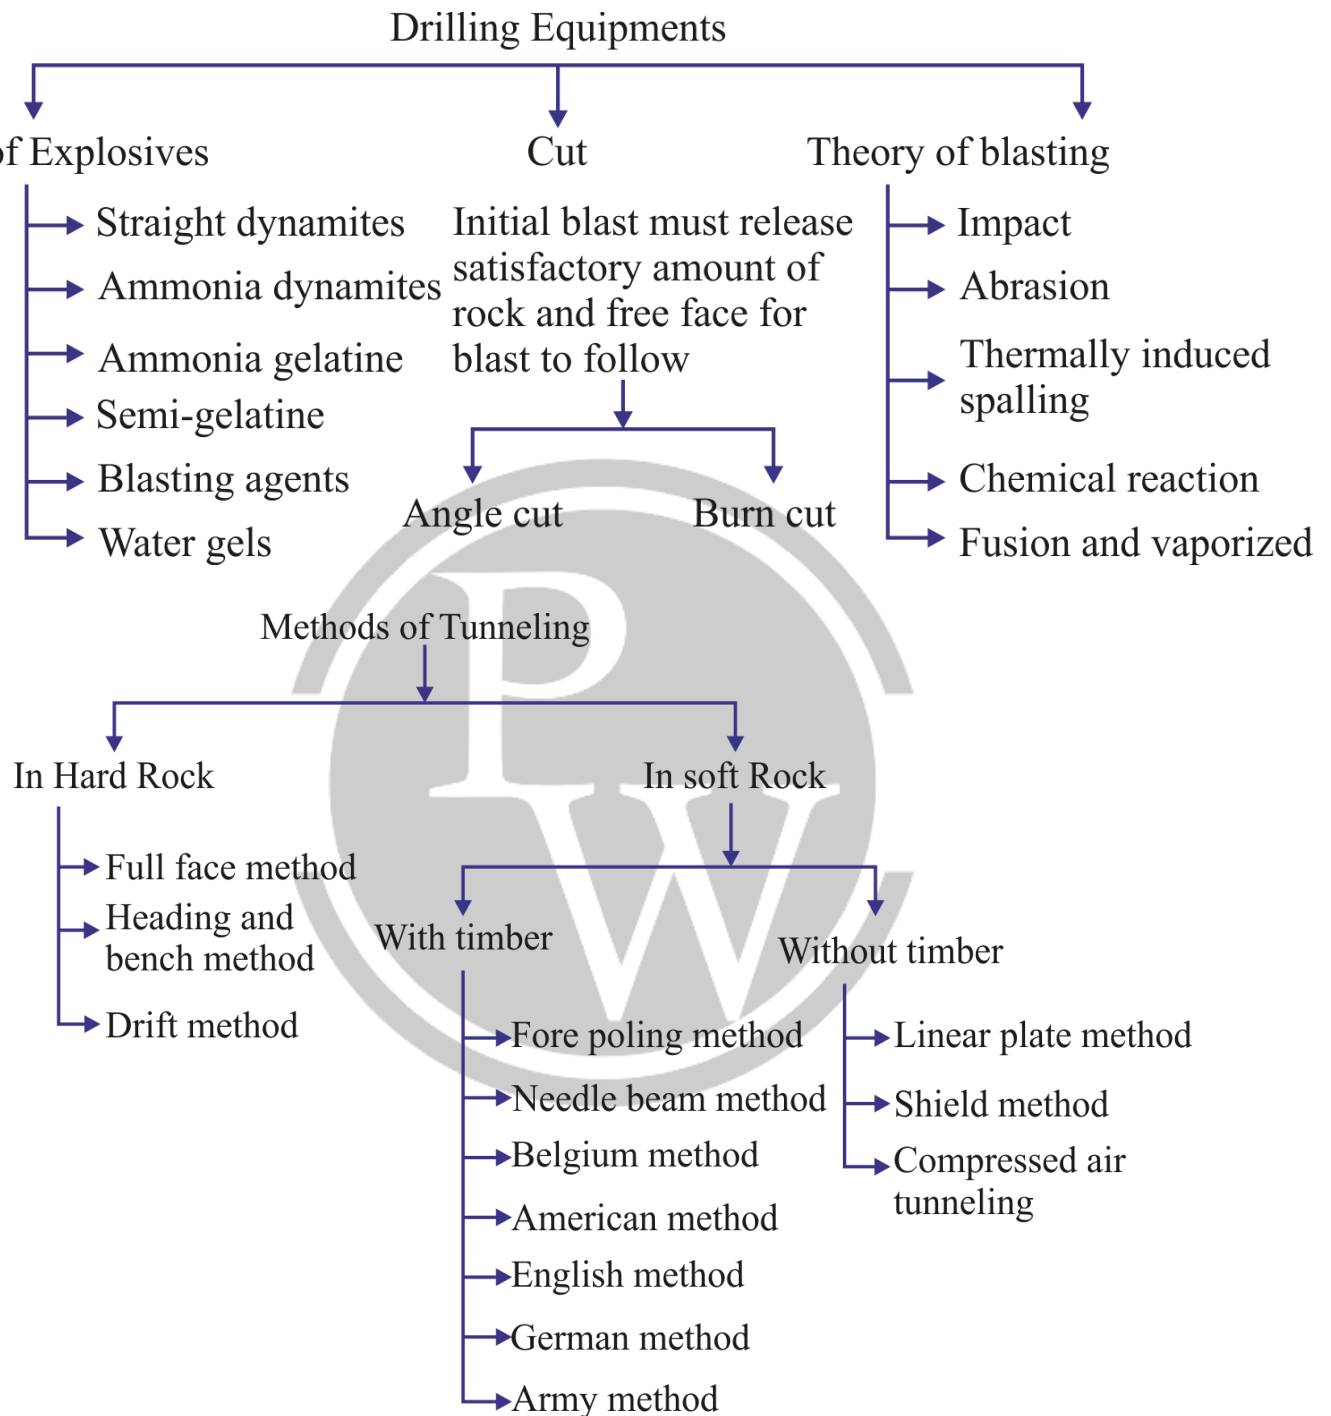 Drilling Equipments
of Explosives
Straight dynamites
Ammonia dynamites
Ammonia gelatine
Semi-gelatine
Blasting agents
Water gels
Cut
Initial blast must release
satisfactory amount of
rock and free face for
blast to follow
Angle cut
Burn cut
Theory of blasting
Impact
Abrasion
Thermally induced
spalling
Chemical reaction
Fusion and vaporized
Methods of Tunneling
In Hard Rock
Full face method
Heading and
bench method
Drift method
In soft Rock
With timber
Fore poling method
Needle beam method
Belgium method
American method
English method
German method
Army method
Without timber
Linear plate method
Shield method
Compressed air
tunneling
PW